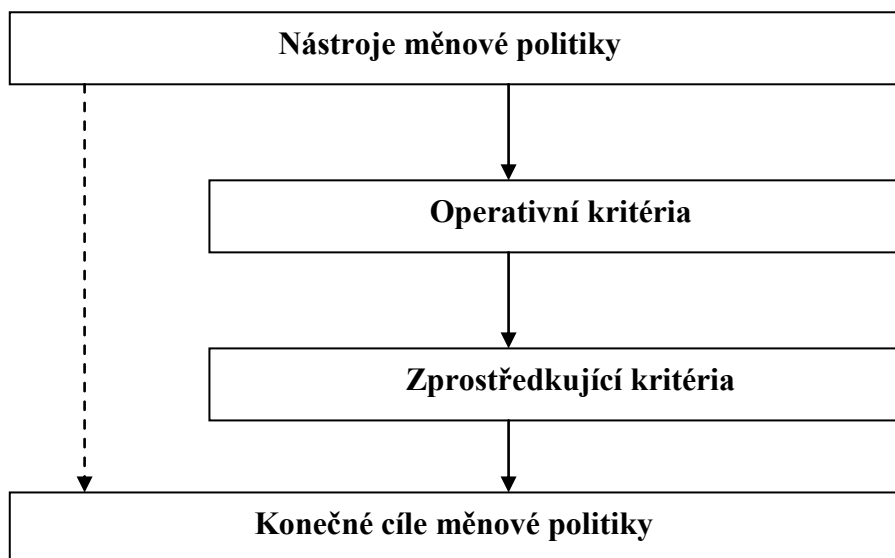 Nástroje měnové politiky
Operativní kritéria
Zprostředkující kritéria
Konečné cíle měnové politiky